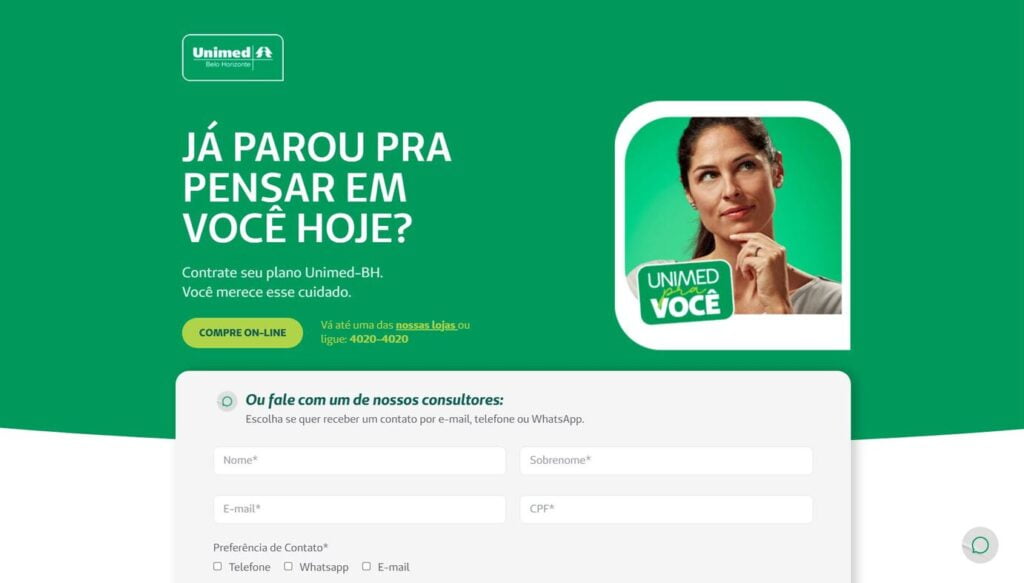 Unimed
Belo Horizonte
JÁ PAROU PRA
PENSAR EM
VOCÊ HOJE?
Contrate seu plano Unimed-BH.
Você merece esse cuidado.
COMPRE ON-LINE
Vá até uma das nossas lojas ou
ligue: 4020-4020
UNIMED
pra
VOCÊ
Ou fale com um de nossos consultores:
Escolha se quer receber um contato por e-mail, telefone ou WhatsApp.
Nome*
Sobrenome*
E-mail*
CPF*
Preferência de Contato*
Telefone
Whatsapp
E-mail